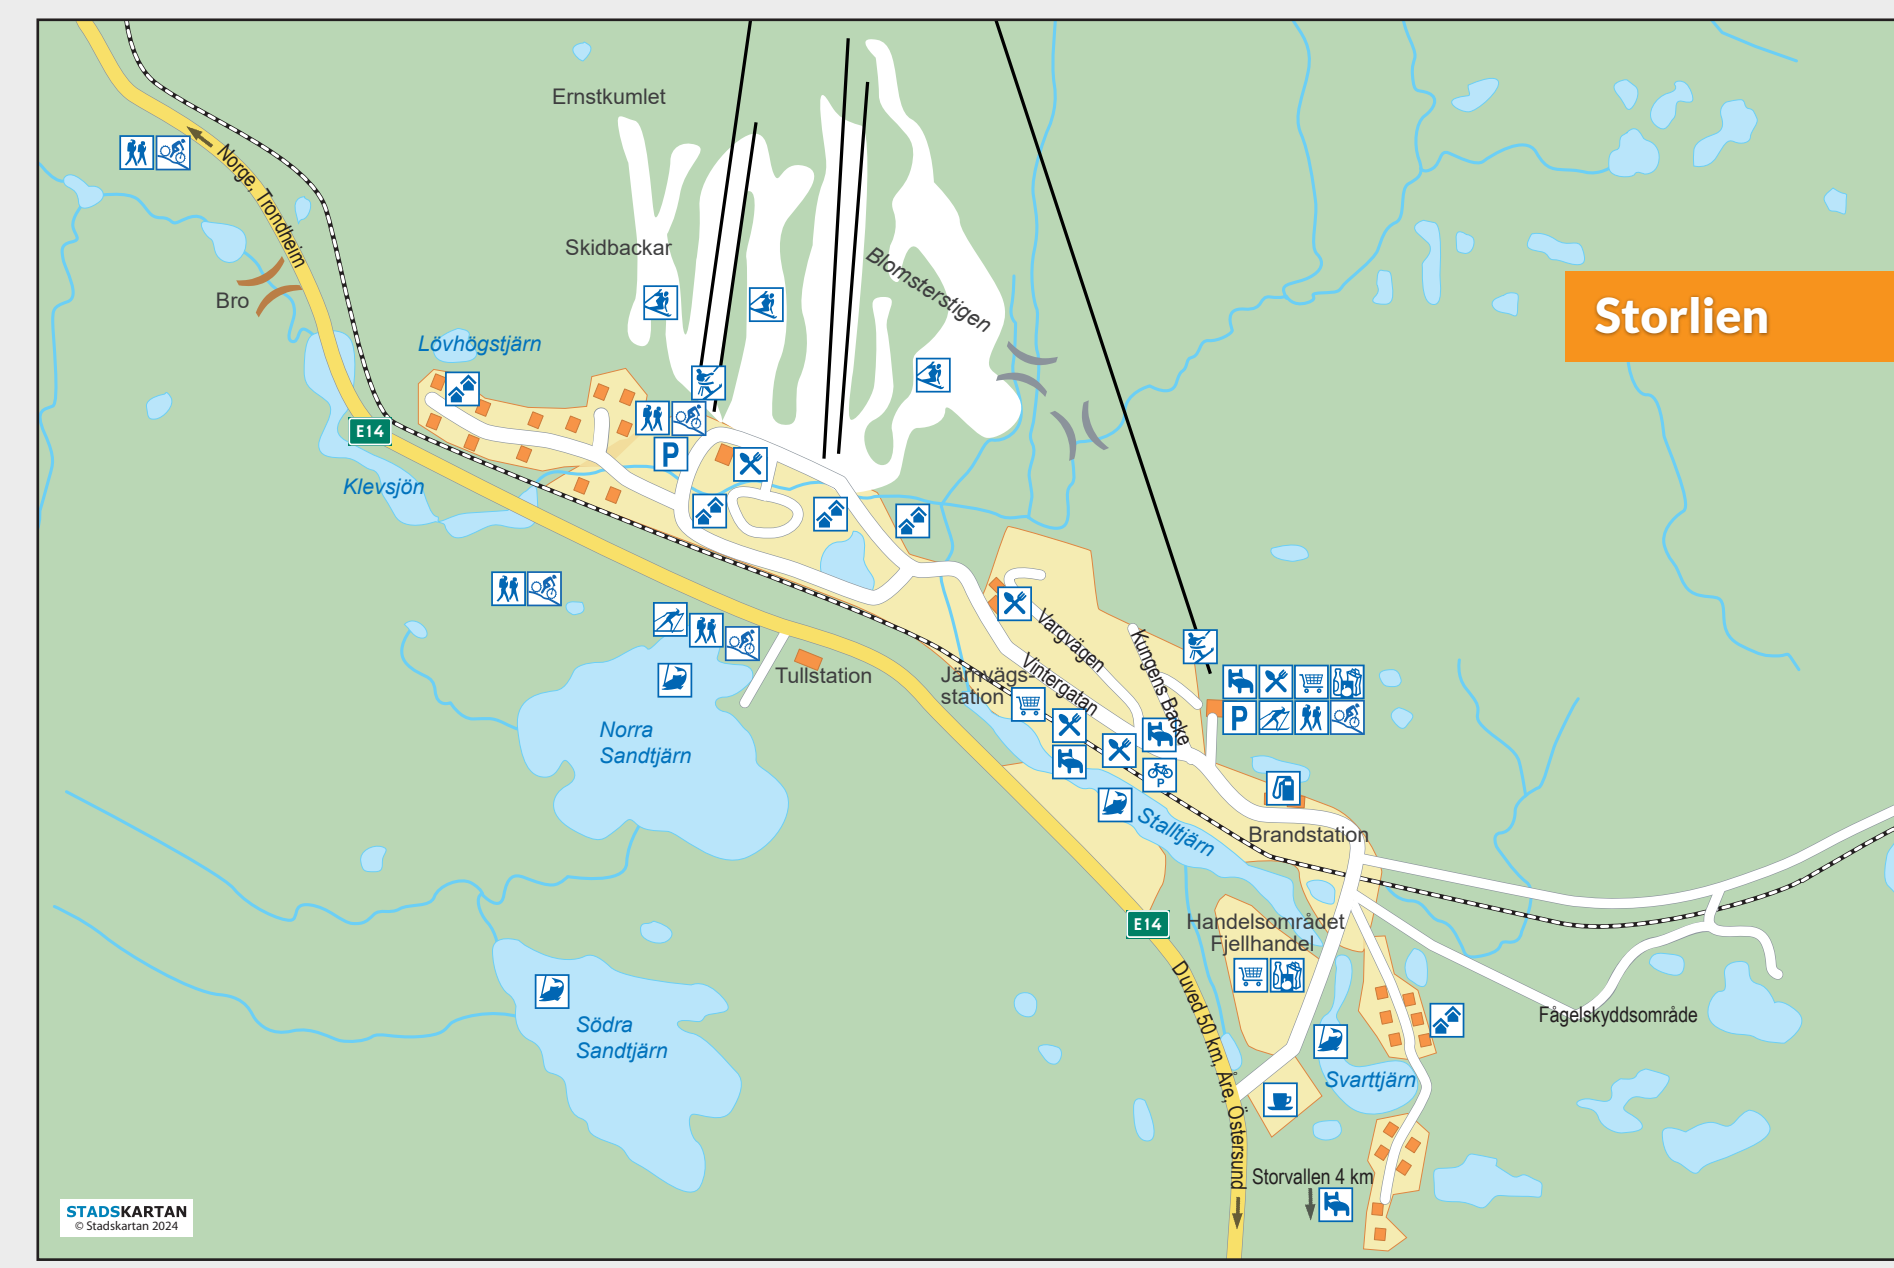 Ernstkumlet
Norge, Trondheim
Skidbackar
Blomsterstigen
Bro
Storlien
Lövhögstjärn
E14
Klevsjön
P
Vargvägen
Kungens Backe
Vintergatan
Tullstation
Järnvägs-
station
P
P
Norra
Sandtjärn
Stalltjärn
Brandstation
E14
Handelsområdet
Fjellhandel
Duved 50 km, Åre, Östersund
Fågelskyddsområde
Södra
Sandtjärn
Svarttjärn
Storvallen 4 km
STADSKARTAN
© Stadskartan 2024